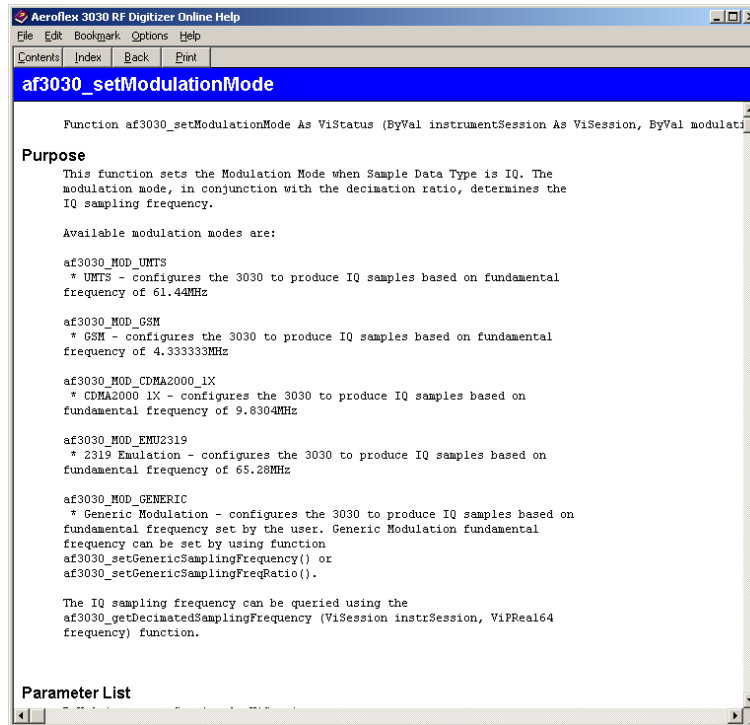 Aeroflex 3030 RF Digitizer Online Help
File Edit Bookmark Options Help
Contents Index Back Print
af3030_setModulationMode
Function af3030_setModulationMode As ViStatus (ByVal instrumentSession As ViSession, ByVal modulati
Purpose
This function sets the Modulation Mode when Sample Data Type is IQ. The
modulation mode, in conjunction with the decimation ratio, determines the
IQ sampling frequency.
Available modulation modes are:
af3030_MOD_UMTS
* UMTS - configures the 3030 to produce IQ samples based on fundamental
frequency of 61.44MHz
af3030_MOD_GSM
* GSM - configures the 3030 to produce IQ samples based on fundamental
frequency of 4.333333MHz
af3030_MOD_CDMA2000_1X
* CDMA2000 1X - configures the 3030 to produce IQ samples based on
fundamental frequency of 9.8304MHz
af3030_MOD_EMU2319
* 2319 Emulation - configures the 3030 to produce IQ samples based on
fundamental frequency of 65.28MHz
af3030_MOD_GENERIC
* Generic Modulation - configures the 3030 to produce IQ samples based on
fundamental frequency set by the user. Generic Modulation fundamental
frequency can be set by using function
af3030_setGenericSamplingFrequency() or
af3030_setGenericSamplingFreqRatio().
The IQ sampling frequency can be queried using the
af3030_getDecimatedSamplingFrequency (ViSession instrSession, ViPReal64
frequency) function.
Parameter List